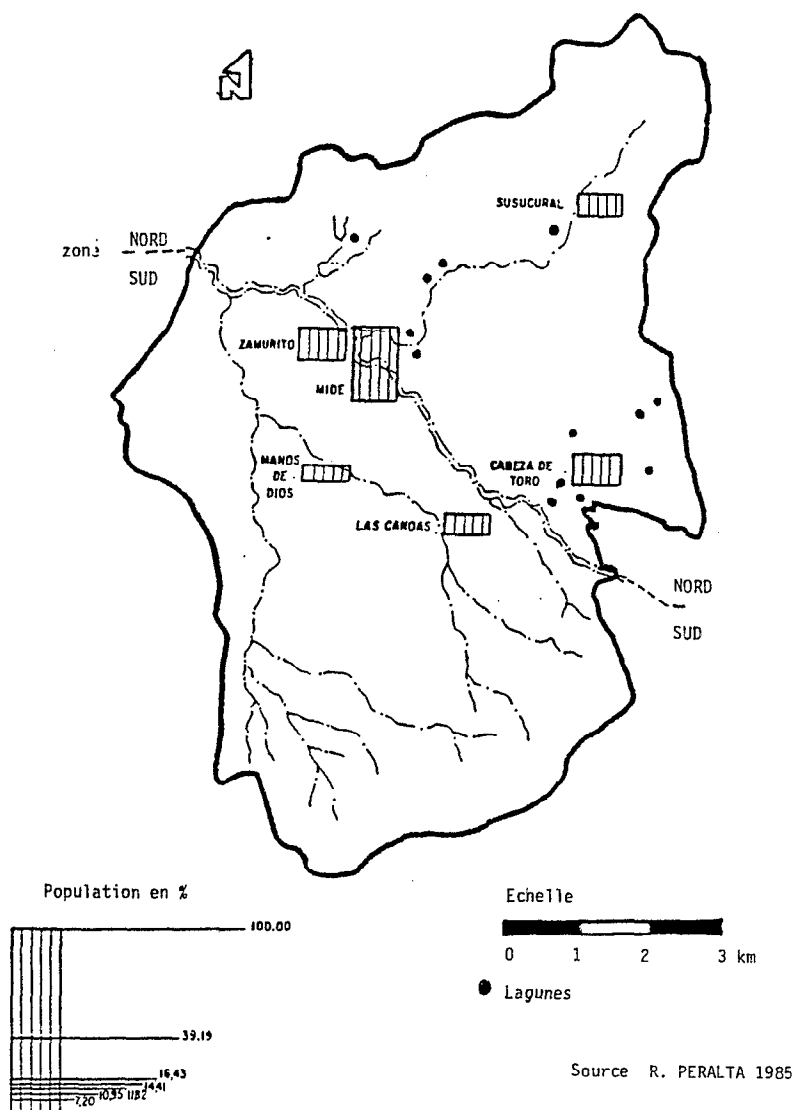 N
SUSUCURAL
zone NORD
SUD
ZAMURITO
MIDE
MANOS
DE
DIOS
CABEZA DE
TORO
LAS CANOAS
NORD
SUD
Population en %
100.00
39.19
16,43
14,41
11.82
10,95
7,20
Echelle
0 1 2 3 km
Lagunes
Source R. PERALTA 1985